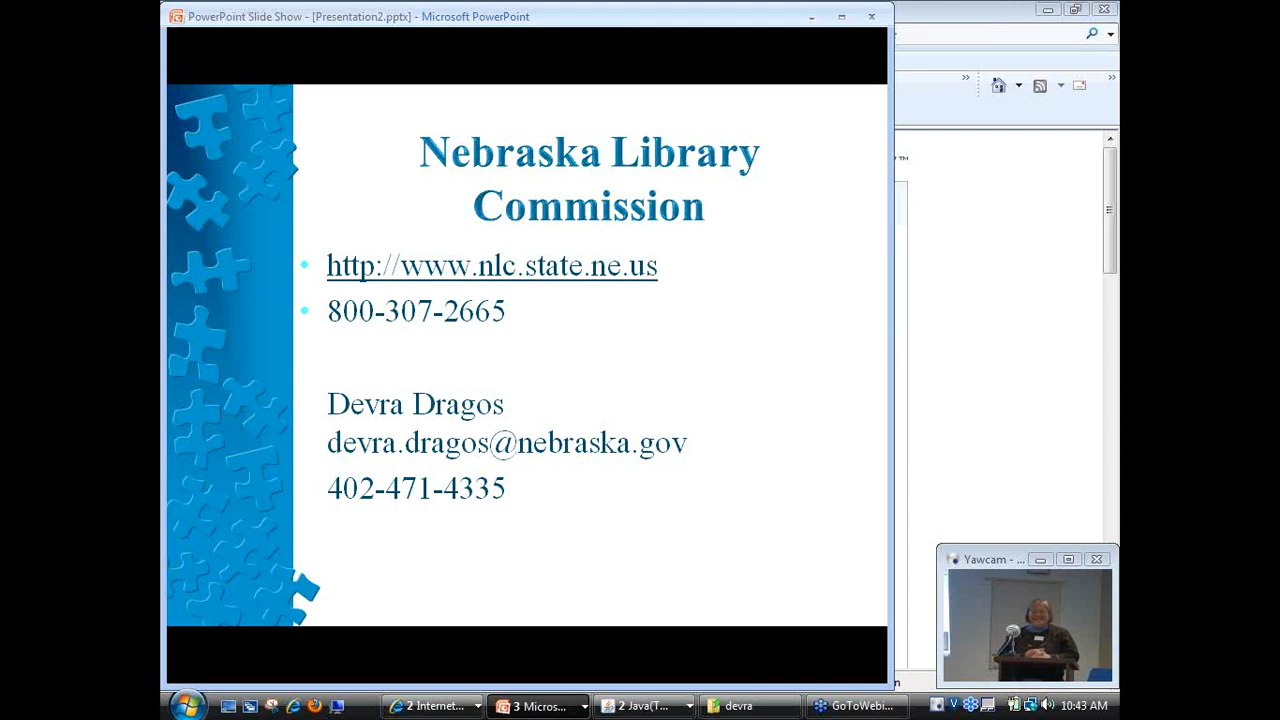 PowerPoint Slide Show - [Presentation2.pptx] - Microsoft PowerPoint
Nebraska Library
Commission
http://www.nlc.state.ne.us
800-307-2665
Devra Dragos
devra.dragos@nebraska.gov
402-471-4335
Yawcam - ...
2 Internet...
3 Micros...
2 Java(T...
devra
GoToWebi...
10:43 AM